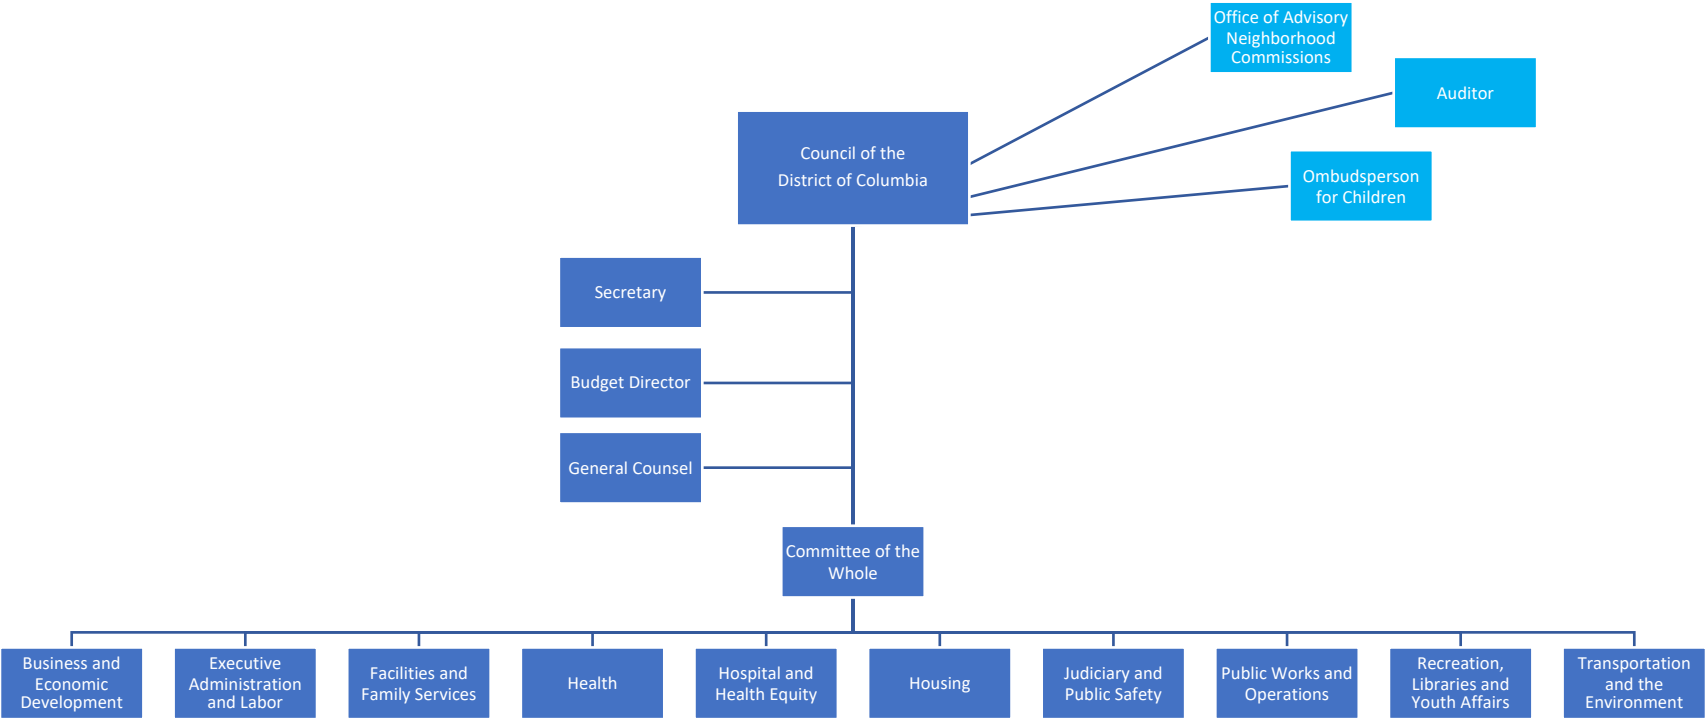 Office of Advisory
Neighborhood
Commissions
Auditor
Council of the
District of Columbia
Ombudsperson
for Children
Secretary
Budget Director
General Counsel
Committee of the
Whole
Business and
Economic
Development
Executive
Administration
and Labor
Facilities and
Family Services
Health
Hospital and
Health Equity
Housing
Judiciary and
Public Safety
Public Works and
Operations
Recreation,
Libraries and
Youth Affairs
Transportation
and the
Environment